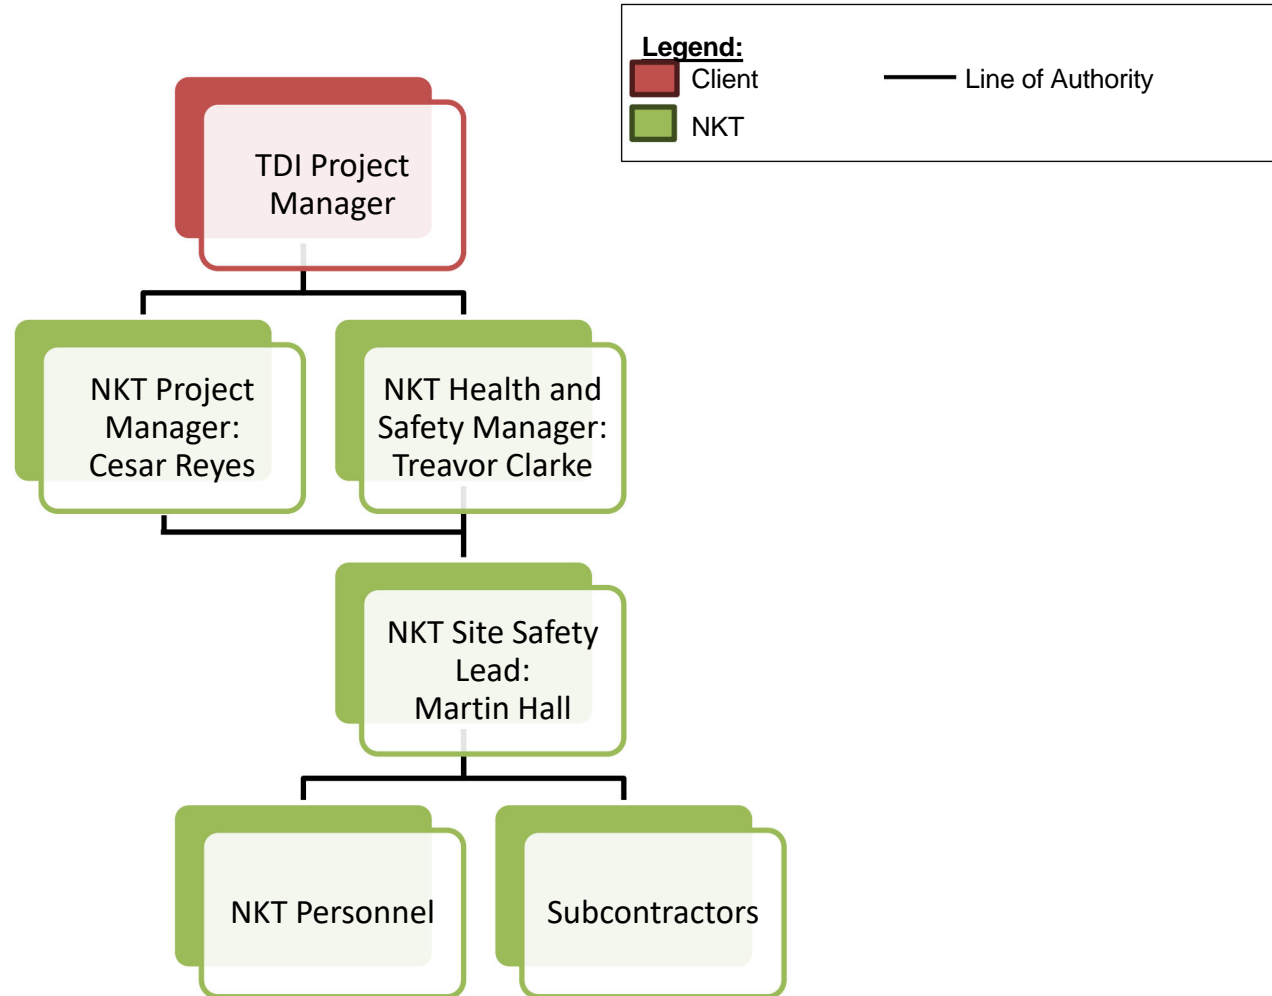 Legend:
Client
Line of Authority
NKT
TDI Project
Manager
NKT Project
Manager:
Cesar Reyes
NKT Health and
Safety Manager:
Treavor Clarke
NKT Site Safety
Lead:
Martin Hall
NKT Personnel
Subcontractors